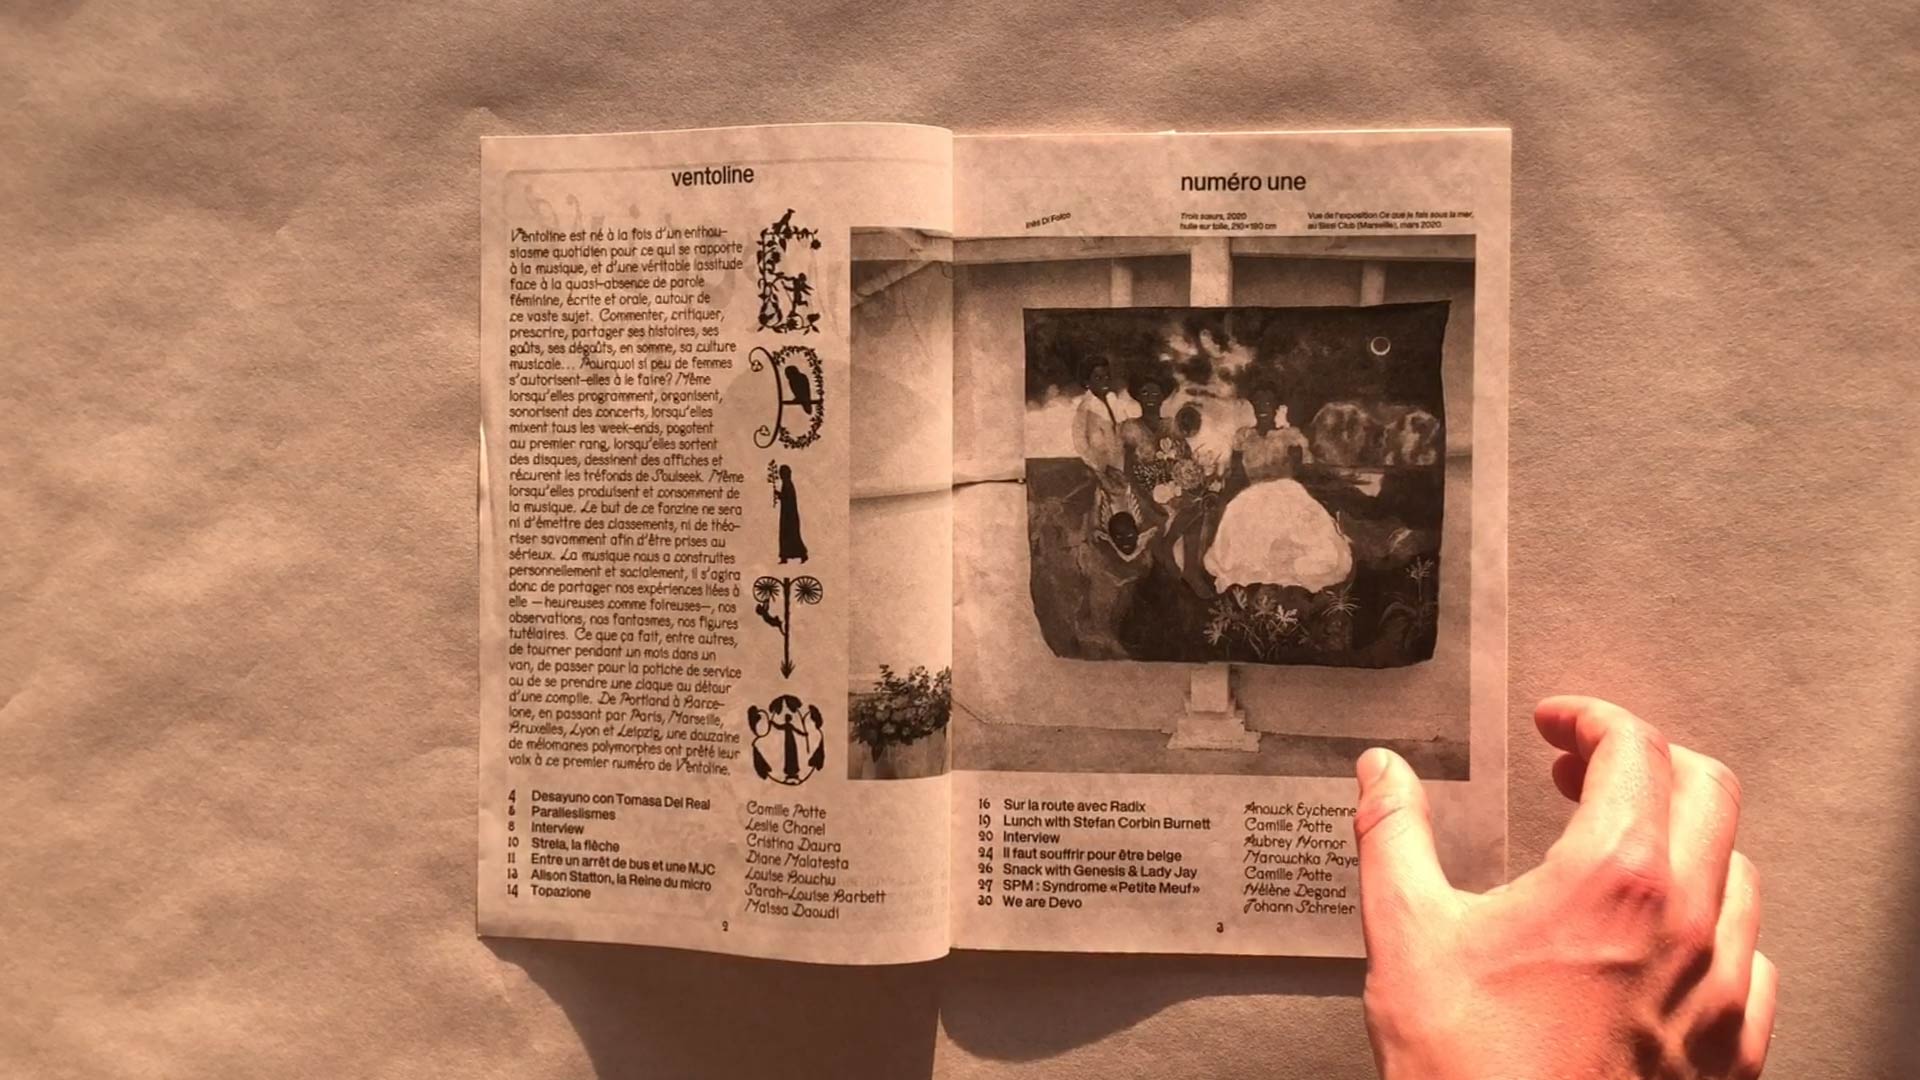 ventoline
Ventoline est né à la fois d'un enthou–
siasme quotidien pour ce qui se rapporte
à la musique, et d'une véritable lassitude
face à la quasi–absence de parole
féminine, écrite et orale, autour de
ce vaste sujet. Commenter, critiquer,
prescrire, partager ses histoires, ses
goûts, ses dégoûts, en somme, sa culture
musicale... Pourquoi si peu de femmes
s'autorisent–elles à le faire? Même
lorsqu'elles programment, organisent,
sonorisent des concerts, lorsqu'elles
mixent tous les week–ends, pogotent
au premier rang, lorsqu'elles sortent
des disques, dessinent des affiches et
récurent les tréfonds de Soulseek. Même
lorsqu'elles produisent et consomment de
la musique. Le but de ce fanzine ne sera
ni d'émettre des classements, ni de théo–
riser savamment afin d'être prises au
sérieux. La musique nous a construites
personnellement et socialement, il s'agira
donc de partager nos expériences liées à
elle — heureuses comme foireuses—, nos
observations, nos fantasmes, nos figures
tutélaires. Ce que ça fait, entre autres,
de tourner pendant un mois dans un
van, de passer pour la potiche de service
ou de se prendre une claque au détour
d'une compile. De Portland à Barce–
lone, en passant par Paris, Marseille,
Bruxelles, Lyon et Leipzig, une douzaine
de mélomanes polymorphes ont prêté leur
voix à ce premier numéro de Ventoline.
4 Desayuno con Tomasa Del Real Camille Potte
6 Paralleslismes Leslie Chanel
8 Interview Cristina Daura
10 Strela, la flèche Diane Malatesta
11 Entre un arrêt de bus et une MJC Louise Bouchu
13 Alison Statton, la Reine du micro Sarah–Louise Barbett
14 Topazione Maïssa Daoudi
2
numéro une
Inès Di Folco
Trois sœurs, 2020
huile sur toile, 210×180 cm
Vue de l'exposition Ce que je fais sous la mer,
au Sissi Club (Marseille), mars 2020.
16 Sur la route avec Radix Anouck Eychenne
19 Lunch with Stefan Corbin Burnett Camille Potte
20 Interview Aubrey Hornor
24 Il faut souffrir pour être belge Marouchka Paye
26 Snack with Genesis & Lady Jay Camille Potte
27 SPM : Syndrome «Petite Meuf» Hélène Degand
30 We are Devo Johann Schreier
3